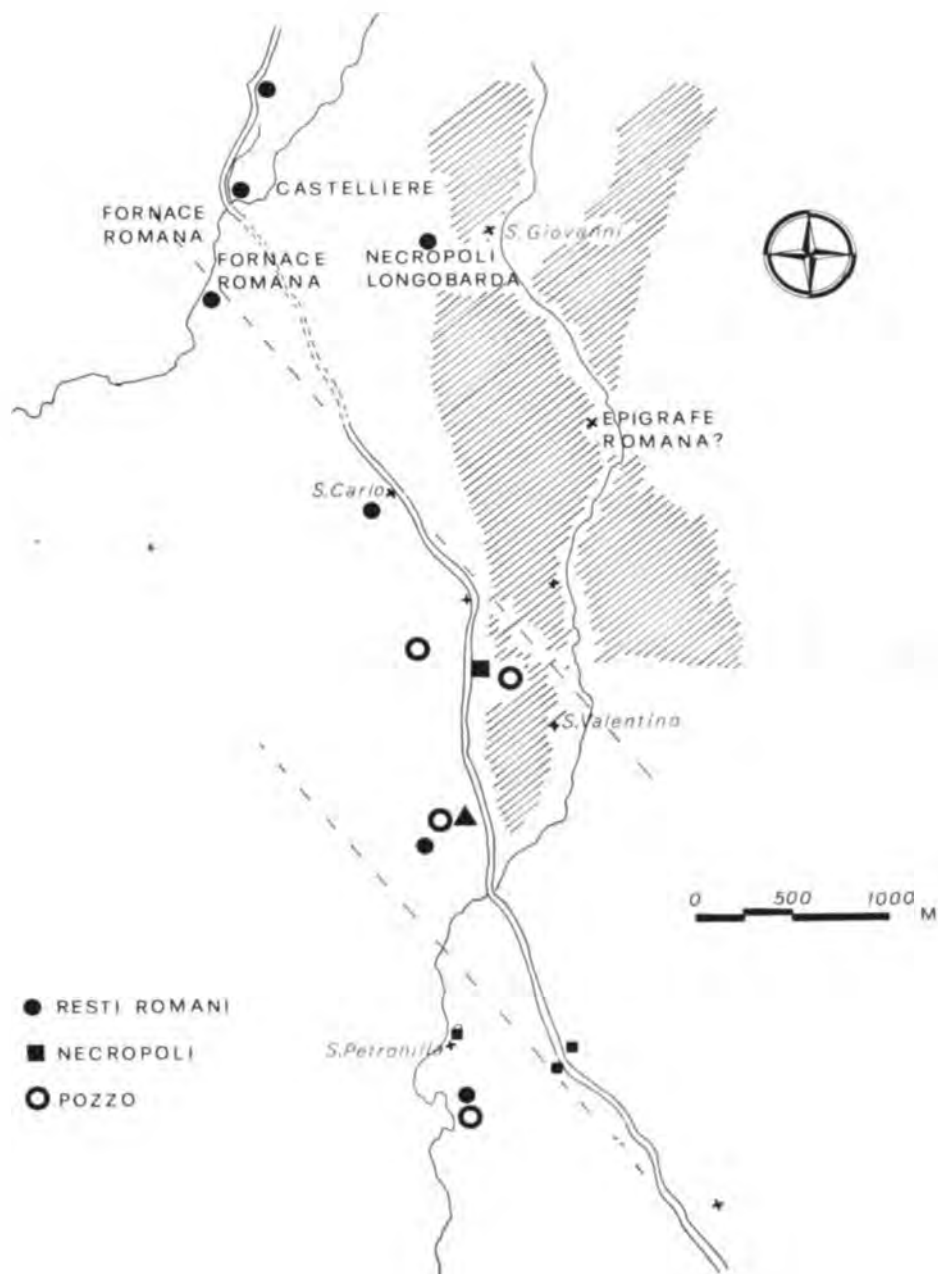 CASTELLIERE
FORNACE
ROMANA
FORNACE
ROMANA
NECROPOLI
LONGOBARDA
S. Giovanni
EPIGRAFE
ROMANA?
S.Carlo
S.Valentino
0 500 1000 M
RESTI ROMANI
NECROPOLI
POZZO
S.Petronilla